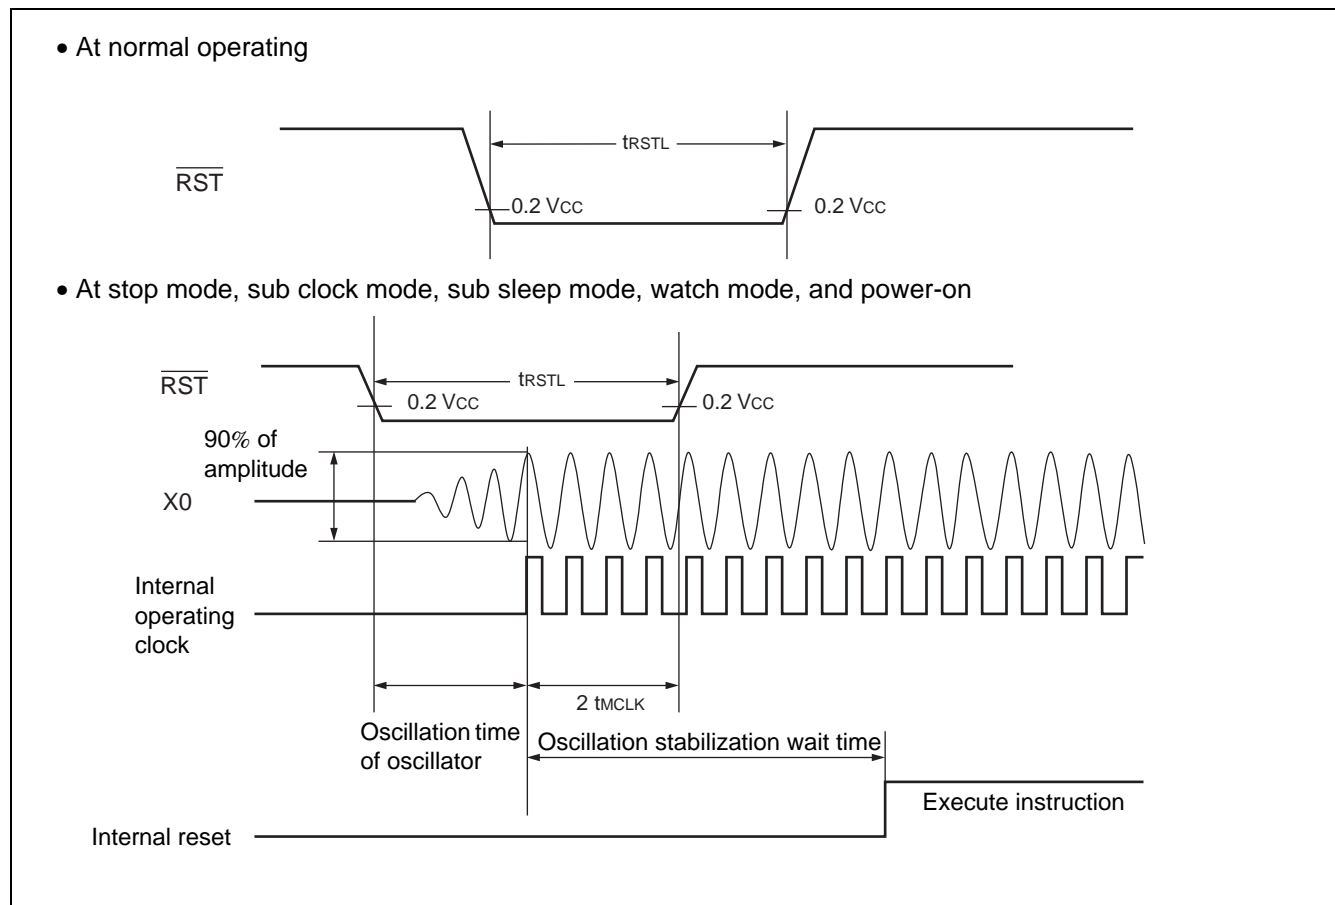 • At normal operating
tRSTL
RST
0.2 VCC
0.2 VCC
• At stop mode, sub clock mode, sub sleep mode, watch mode, and power-on
RST
tRSTL
0.2 VCC
0.2 VCC
90% of
amplitude
X0
Internal
operating
clock
2 tMCLK
Oscillation time
of oscillator
Oscillation stabilization wait time
Execute instruction
Internal reset